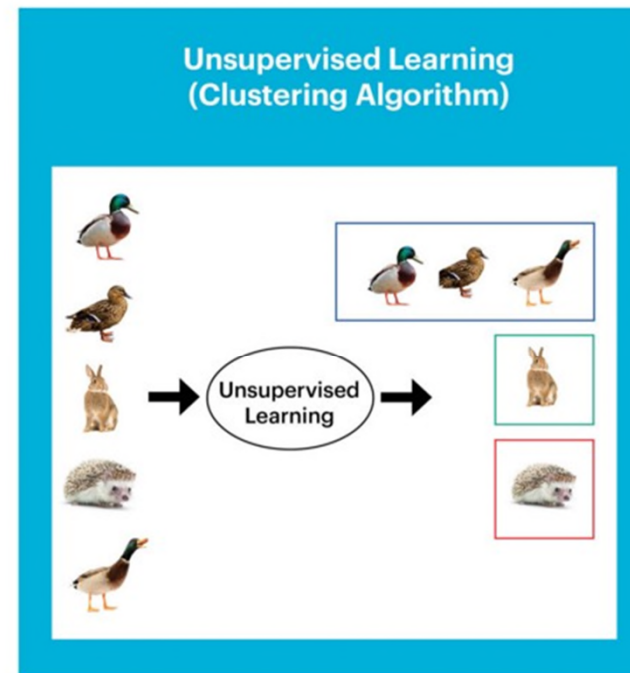 Unsupervised Learning
(Clustering Algorithm)
Unsupervised
Learning